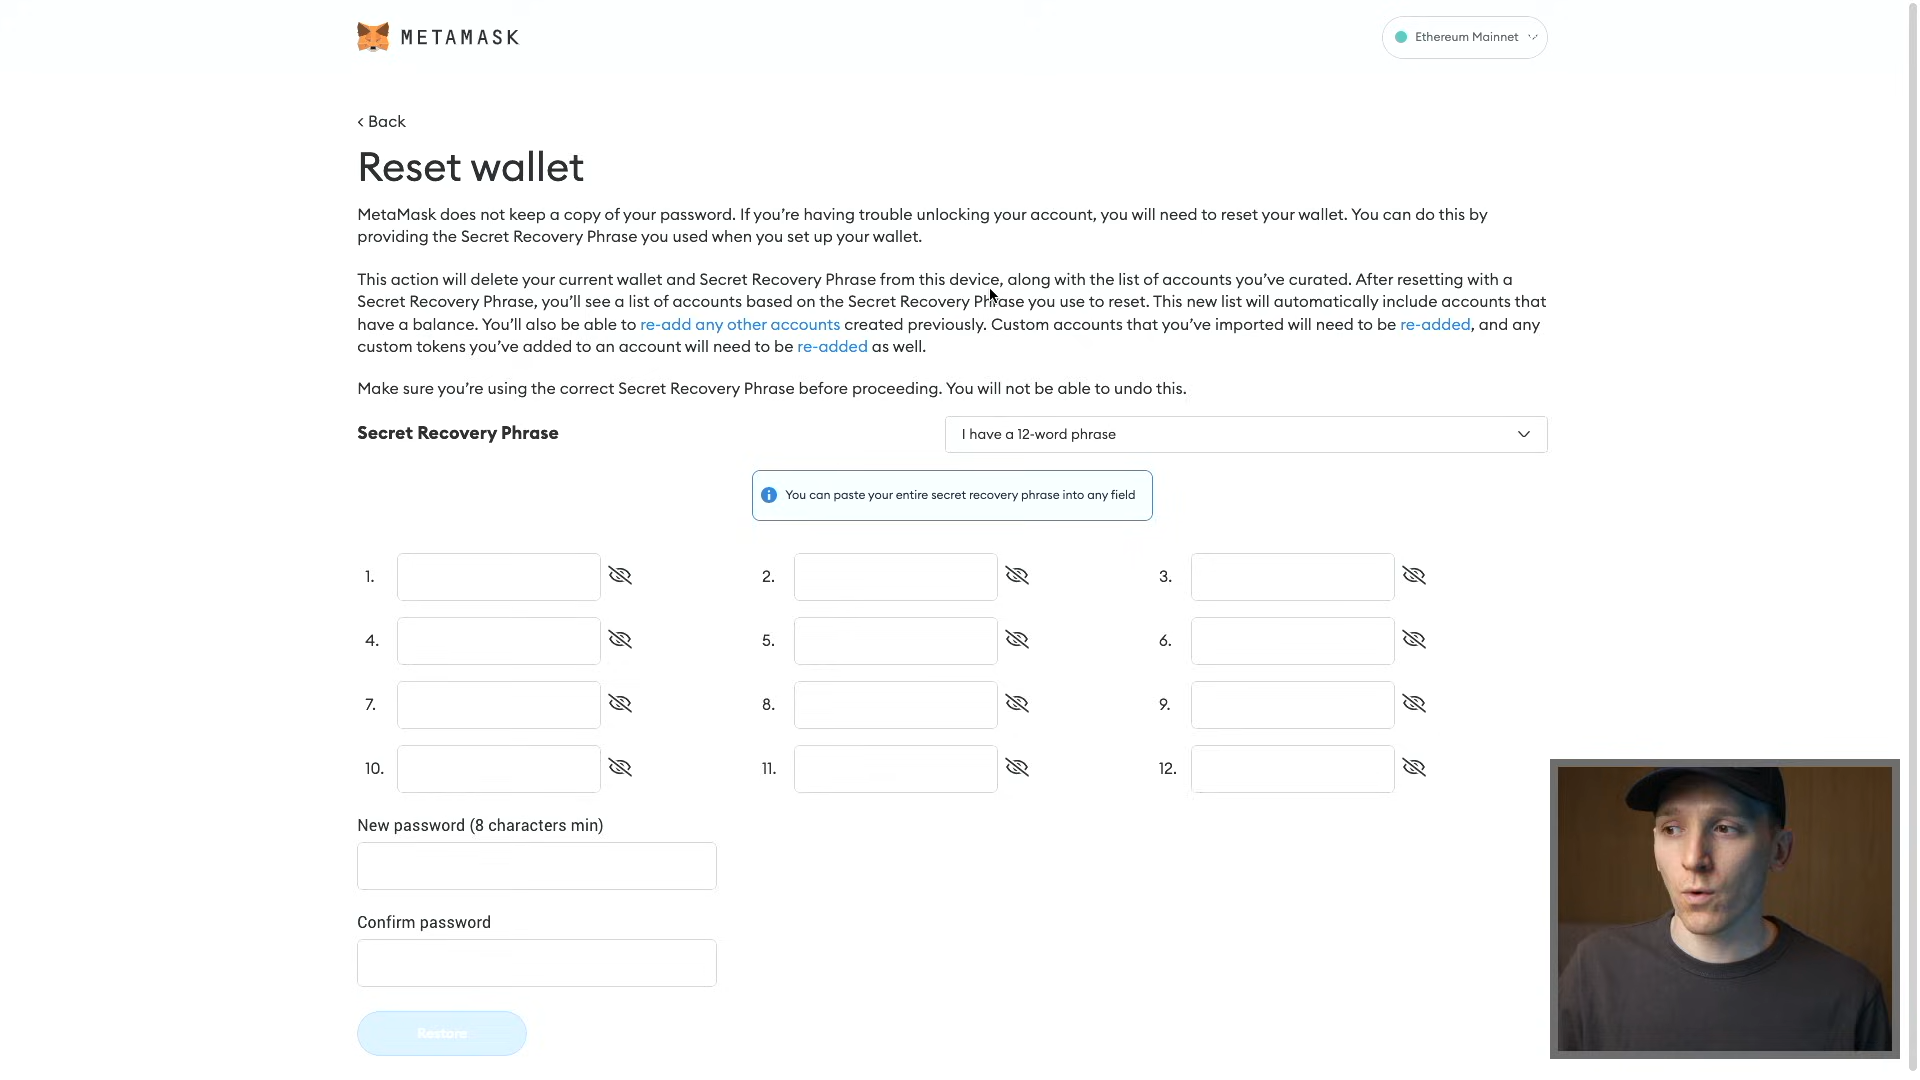 METAMASK
Ethereum Mainnet
< Back
Reset wallet
MetaMask does not keep a copy of your password. If you’re having trouble unlocking your account, you will need to reset your wallet. You can do this by
providing the Secret Recovery Phrase you used when you set up your wallet.
This action will delete your current wallet and Secret Recovery Phrase from this device, along with the list of accounts you’ve curated. After resetting with a
Secret Recovery Phrase, you’ll see a list of accounts based on the Secret Recovery Phrase you use to reset. This new list will automatically include accounts that
have a balance. You’ll also be able to re-add any other accounts created previously. Custom accounts that you’ve imported will need to be re-added, and any
custom tokens you’ve added to an account will need to be re-added as well.
Make sure you’re using the correct Secret Recovery Phrase before proceeding. You will not be able to undo this.
Secret Recovery Phrase
I have a 12-word phrase
You can paste your entire secret recovery phrase into any field
1. 2. 3.
4. 5. 6.
7. 8. 9.
10. 11. 12.
New password (8 characters min)
Confirm password
Restore